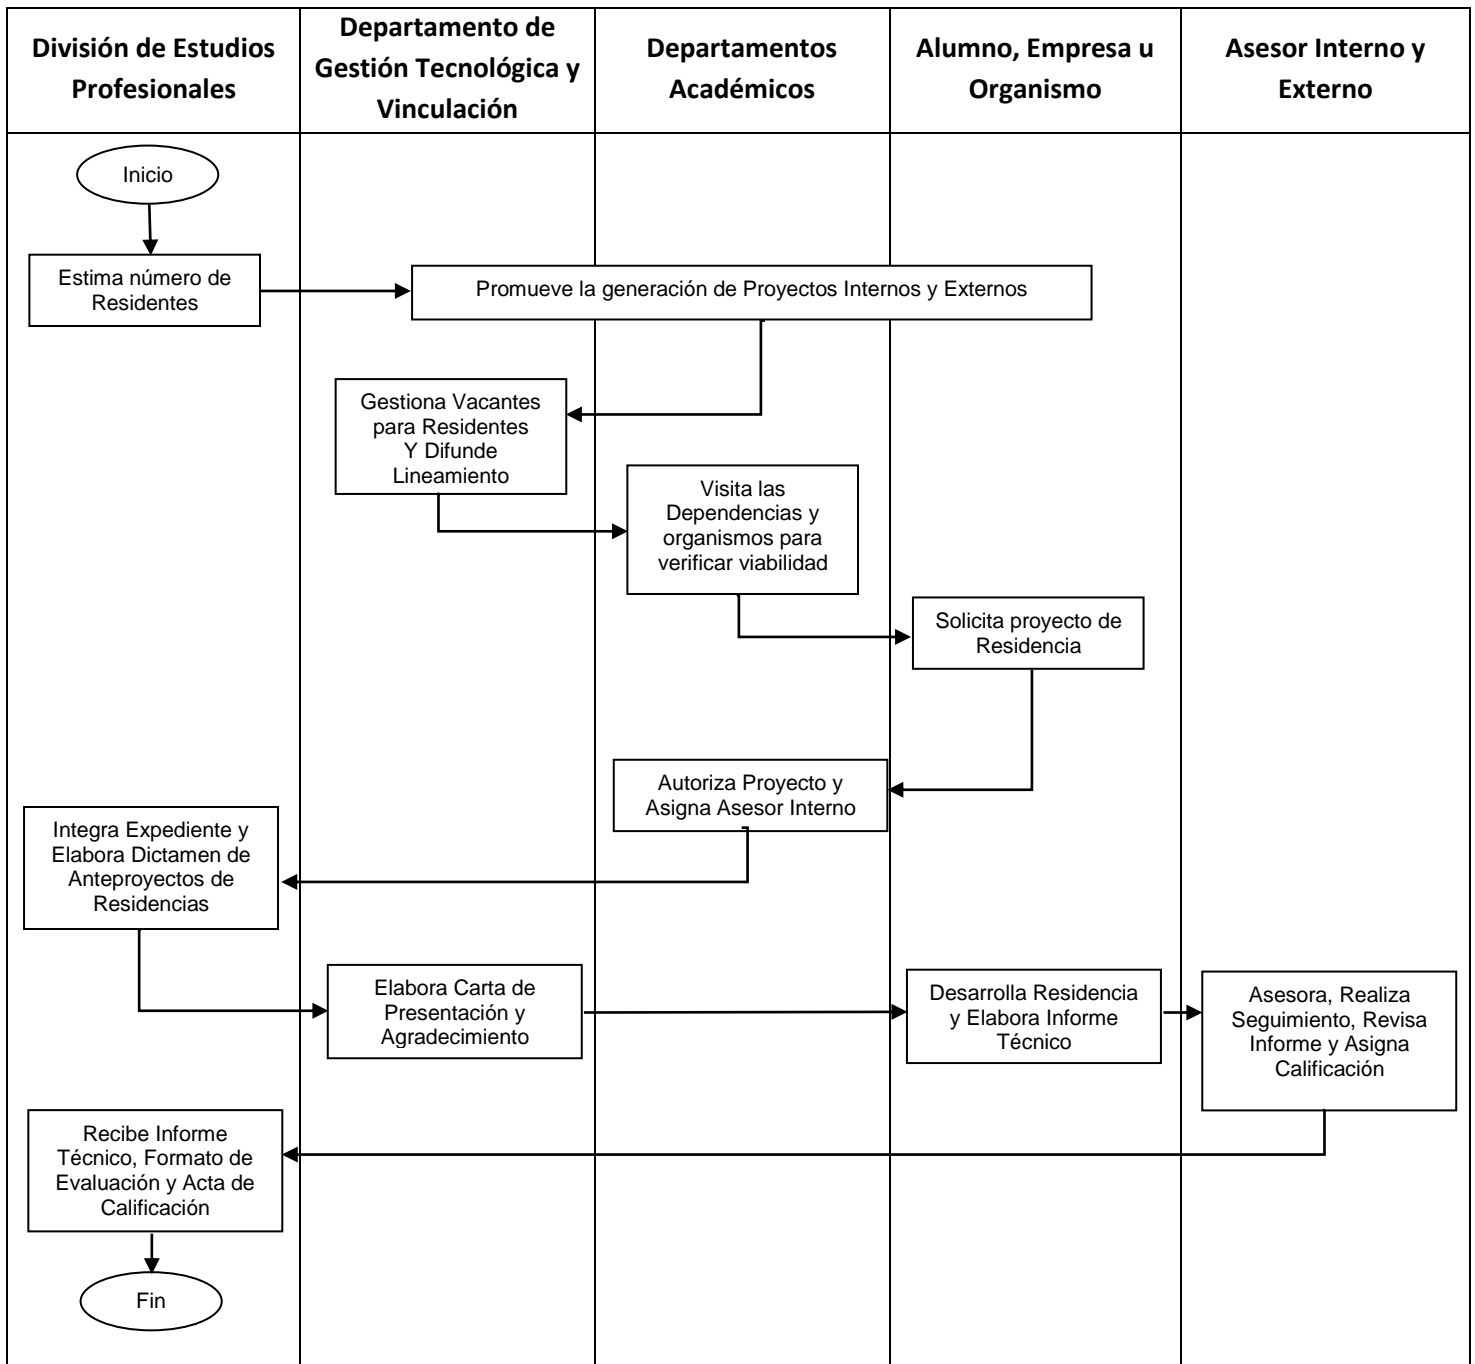 División de Estudios
Profesionales
Departamento de
Gestión Tecnológica y
Vinculación
Departamentos
Académicos
Alumno, Empresa u
Organismo
Asesor Interno y
Externo
Inicio
Estima número de
Residentes
Promueve la generación de Proyectos Internos y Externos
Gestiona Vacantes
para Residentes
Y Difunde
Lineamiento
Visita las
Dependencias y
organismos para
verificar viabilidad
Solicita proyecto de
Residencia
Autoriza Proyecto y
Asigna Asesor Interno
Integra Expediente y
Elabora Dictamen de
Anteproyectos de
Residencias
Elabora Carta de
Presentación y
Agradecimiento
Desarrolla Residencia
y Elabora Informe
Técnico
Asesora, Realiza
Seguimiento, Revisa
Informe y Asigna
Calificación
Recibe Informe
Técnico, Formato de
Evaluación y Acta de
Calificación
Fin